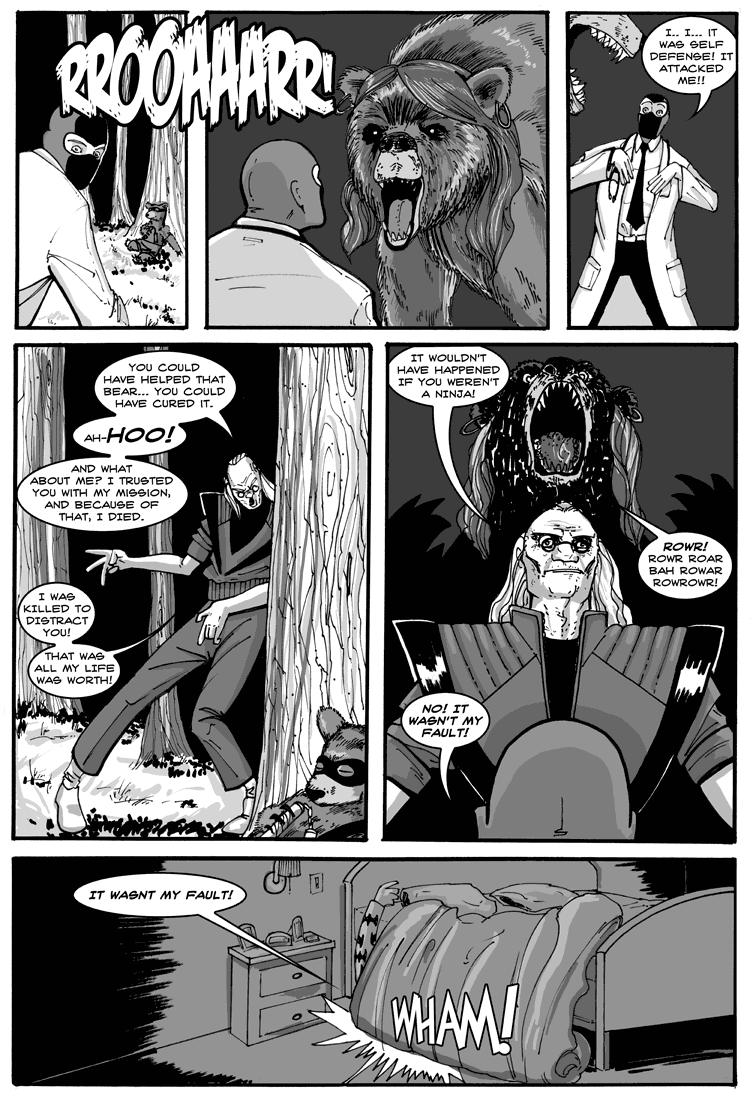 RROOAAAARR!
I.. I... IT
WAS SELF
DEFENSE! IT
ATTACKED
ME!!
YOU COULD
HAVE HELPED THAT
BEAR... YOU COULD
HAVE CURED IT.
AH-HOO!
AND WHAT
ABOUT ME? I TRUSTED
YOU WITH MY MISSION,
AND BECAUSE OF
THAT, I DIED.
I WAS
KILLED TO
DISTRACT
YOU!
THAT WAS
ALL MY LIFE
WAS WORTH!
IT WOULDN'T
HAVE HAPPENED
IF YOU WEREN'T
A NINJA!
ROWR!
ROWR ROAR
BAH ROWAR
ROWROWR!
NO! IT
WASN'T MY
FAULT!
IT WASNT MY FAULT!
WHAM!